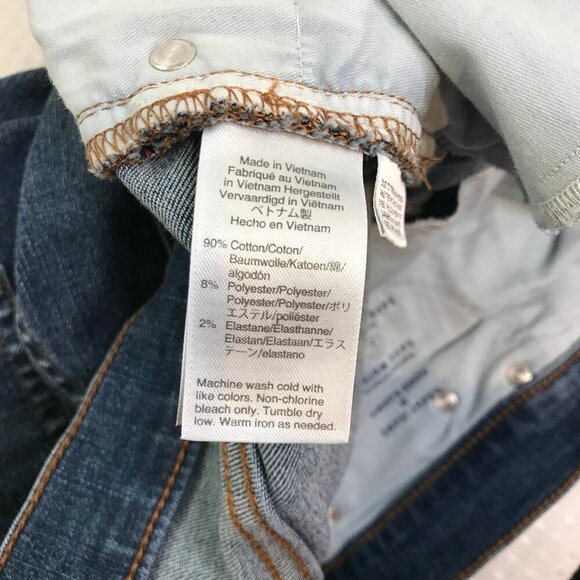 Made in Vietnam
Fabriqué au Vietnam
in Vietnam Hergestellt
Vervaardigd in Viëtnam
ベトナム製
Hecho en Vietnam
90% Cotton/Coton/
Baumwolle/Katoen/綿/
algodón
8% Polyester/Polyester/
Polyester/Polyester/ポリ
エステル/poliéster
2% Elastane/Élasthanne/
Elastan/Elastaan/エラス
テーン/elastano
Machine wash cold with
like colors. Non-chlorine
bleach only. Tumble dry
low. Warm iron as needed.